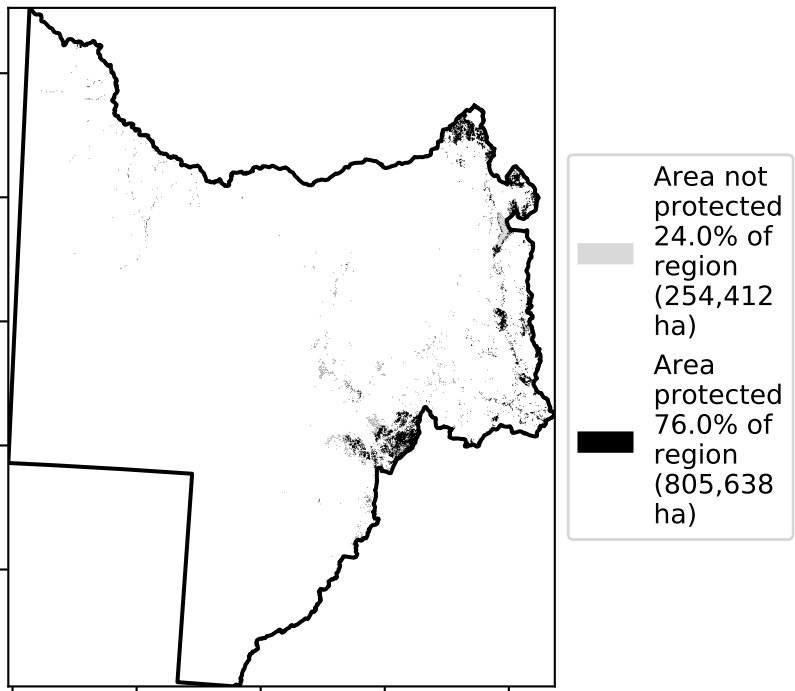 Area not
protected
24.0% of
region
(254,412
ha)
Area
protected
76.0% of
region
(805,638
ha)